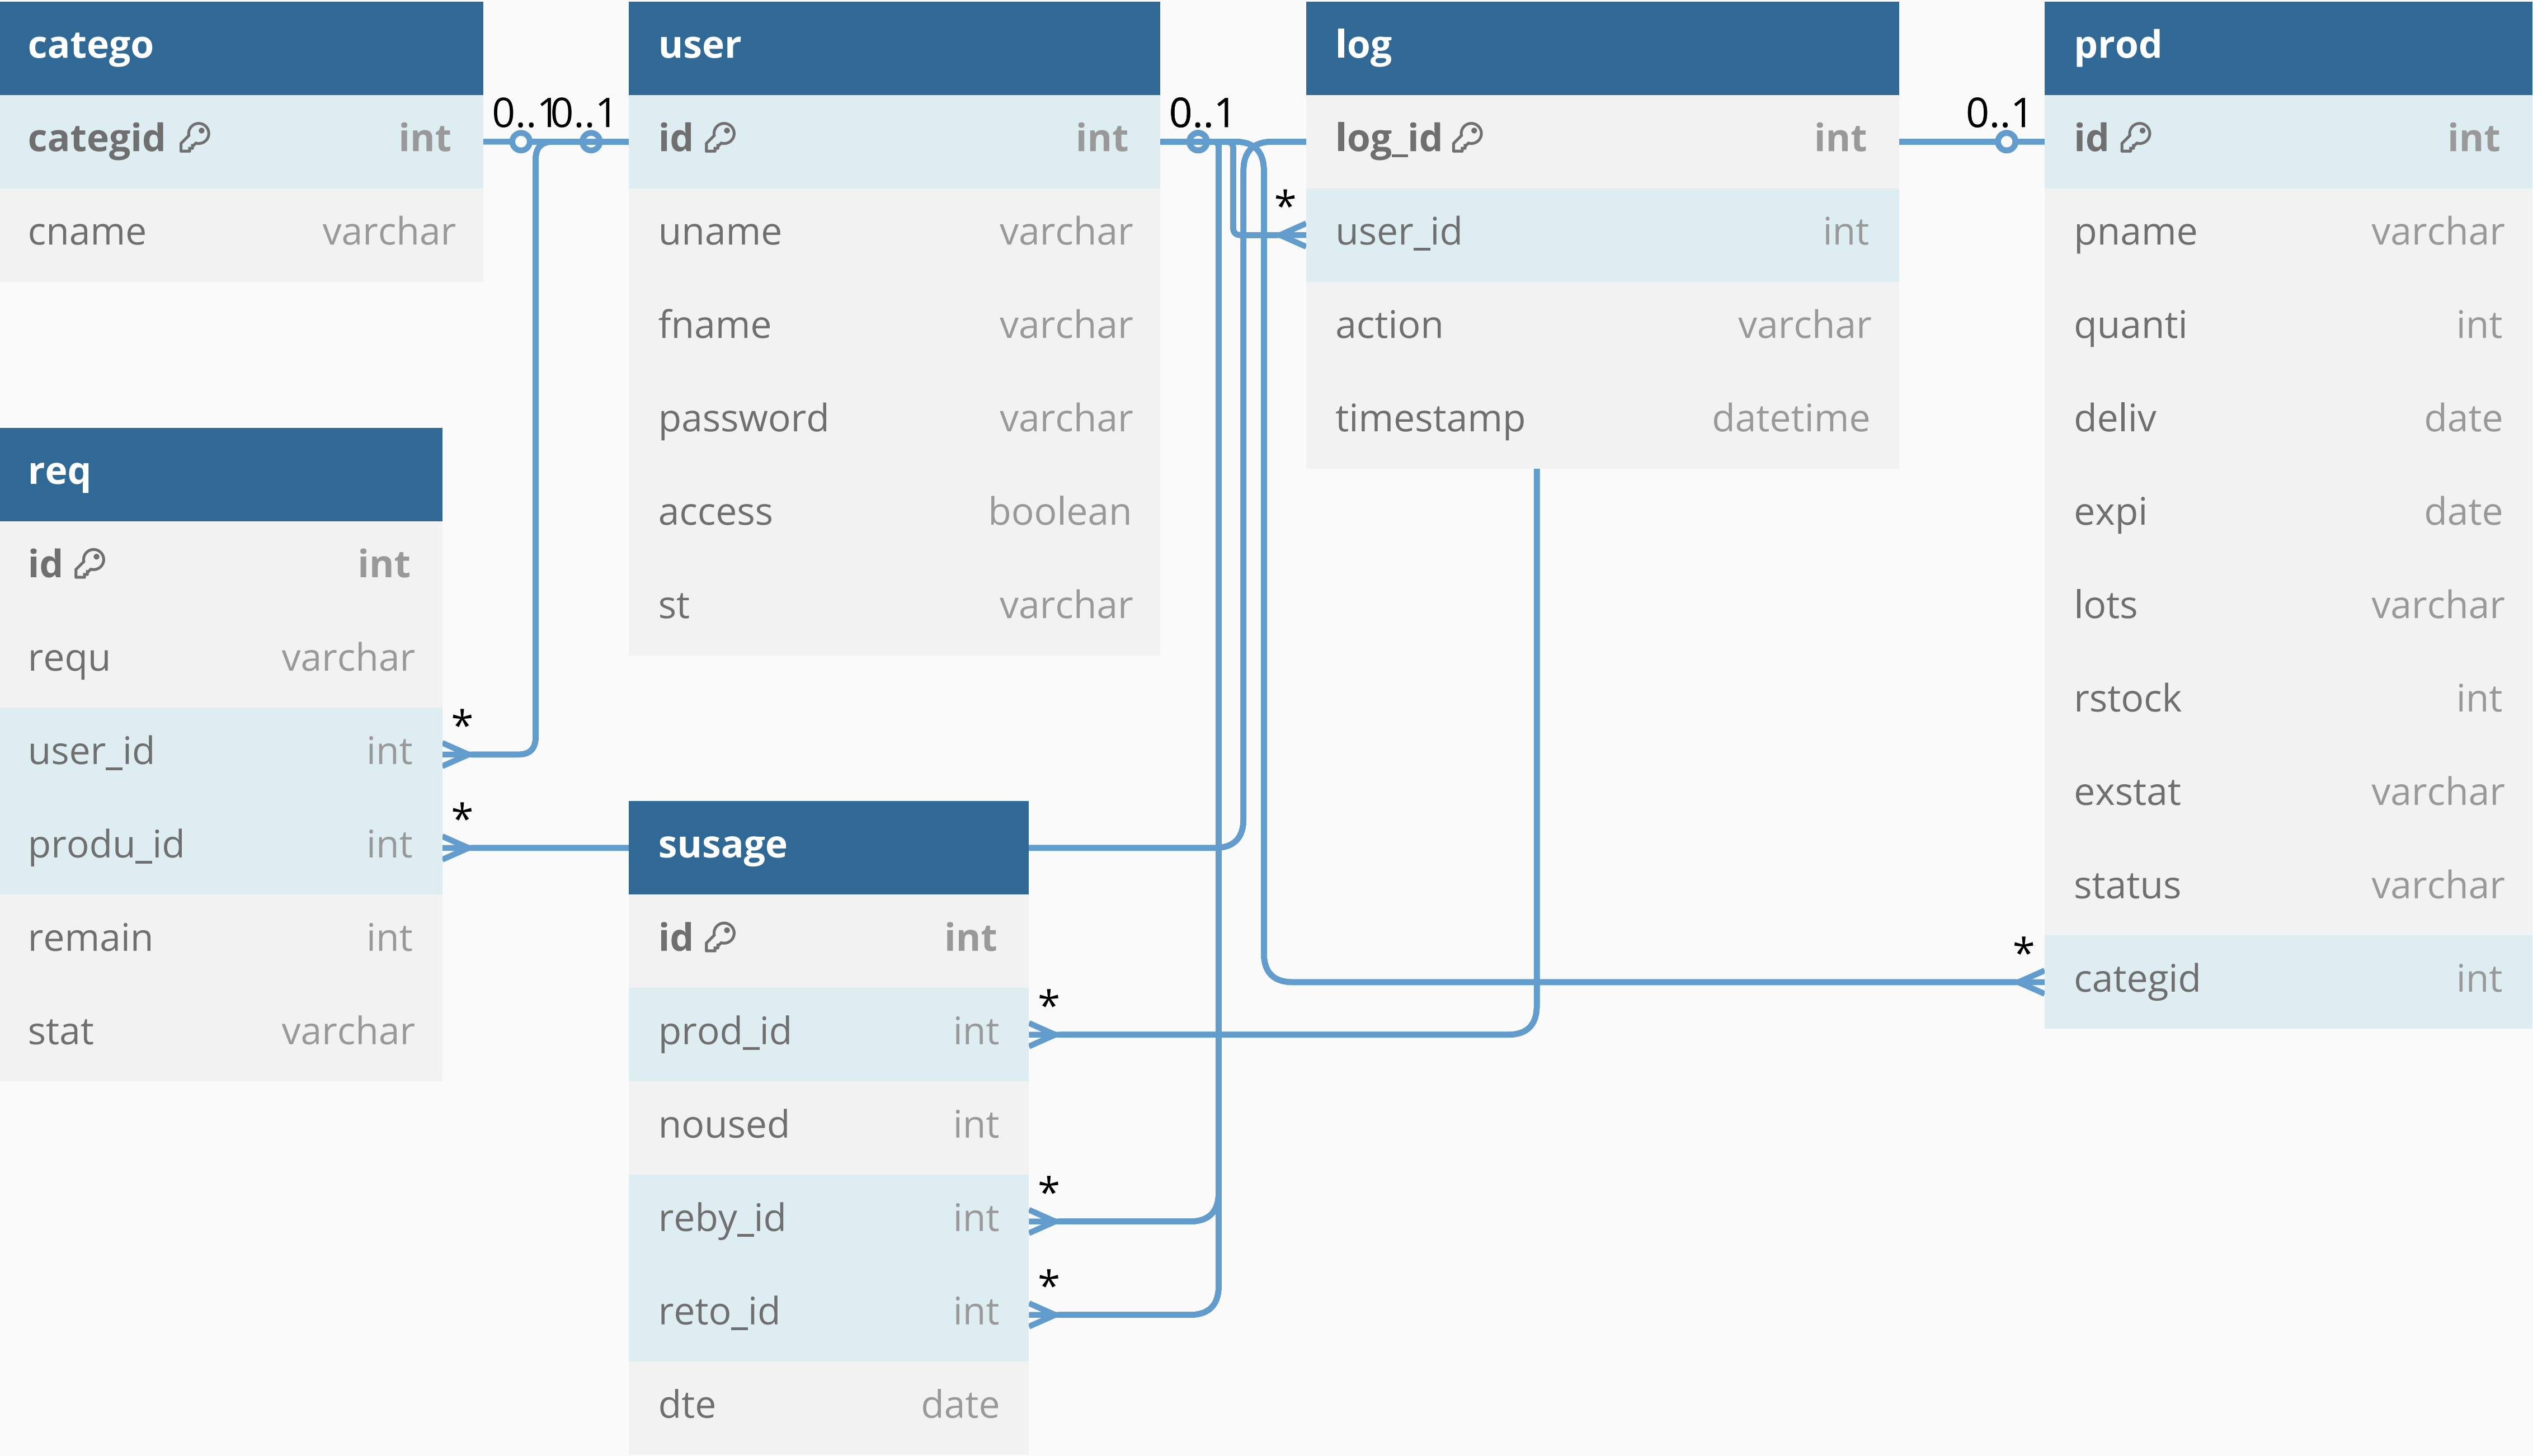 catego
categid int
cname varchar
0..1
0..1
user
id int
uname varchar
fname varchar
password varchar
access boolean
st varchar
0..1
*
log
log_id int
user_id int
action varchar
timestamp datetime
0..1
prod
id int
pname varchar
quanti int
deliv date
expi date
lots varchar
rstock int
exstat varchar
status varchar
* categid int
req
id int
requ varchar
user_id int *
produ_id int *
remain int
stat varchar
susage
id int
prod_id int *
noused int
reby_id int *
reto_id int *
dte date